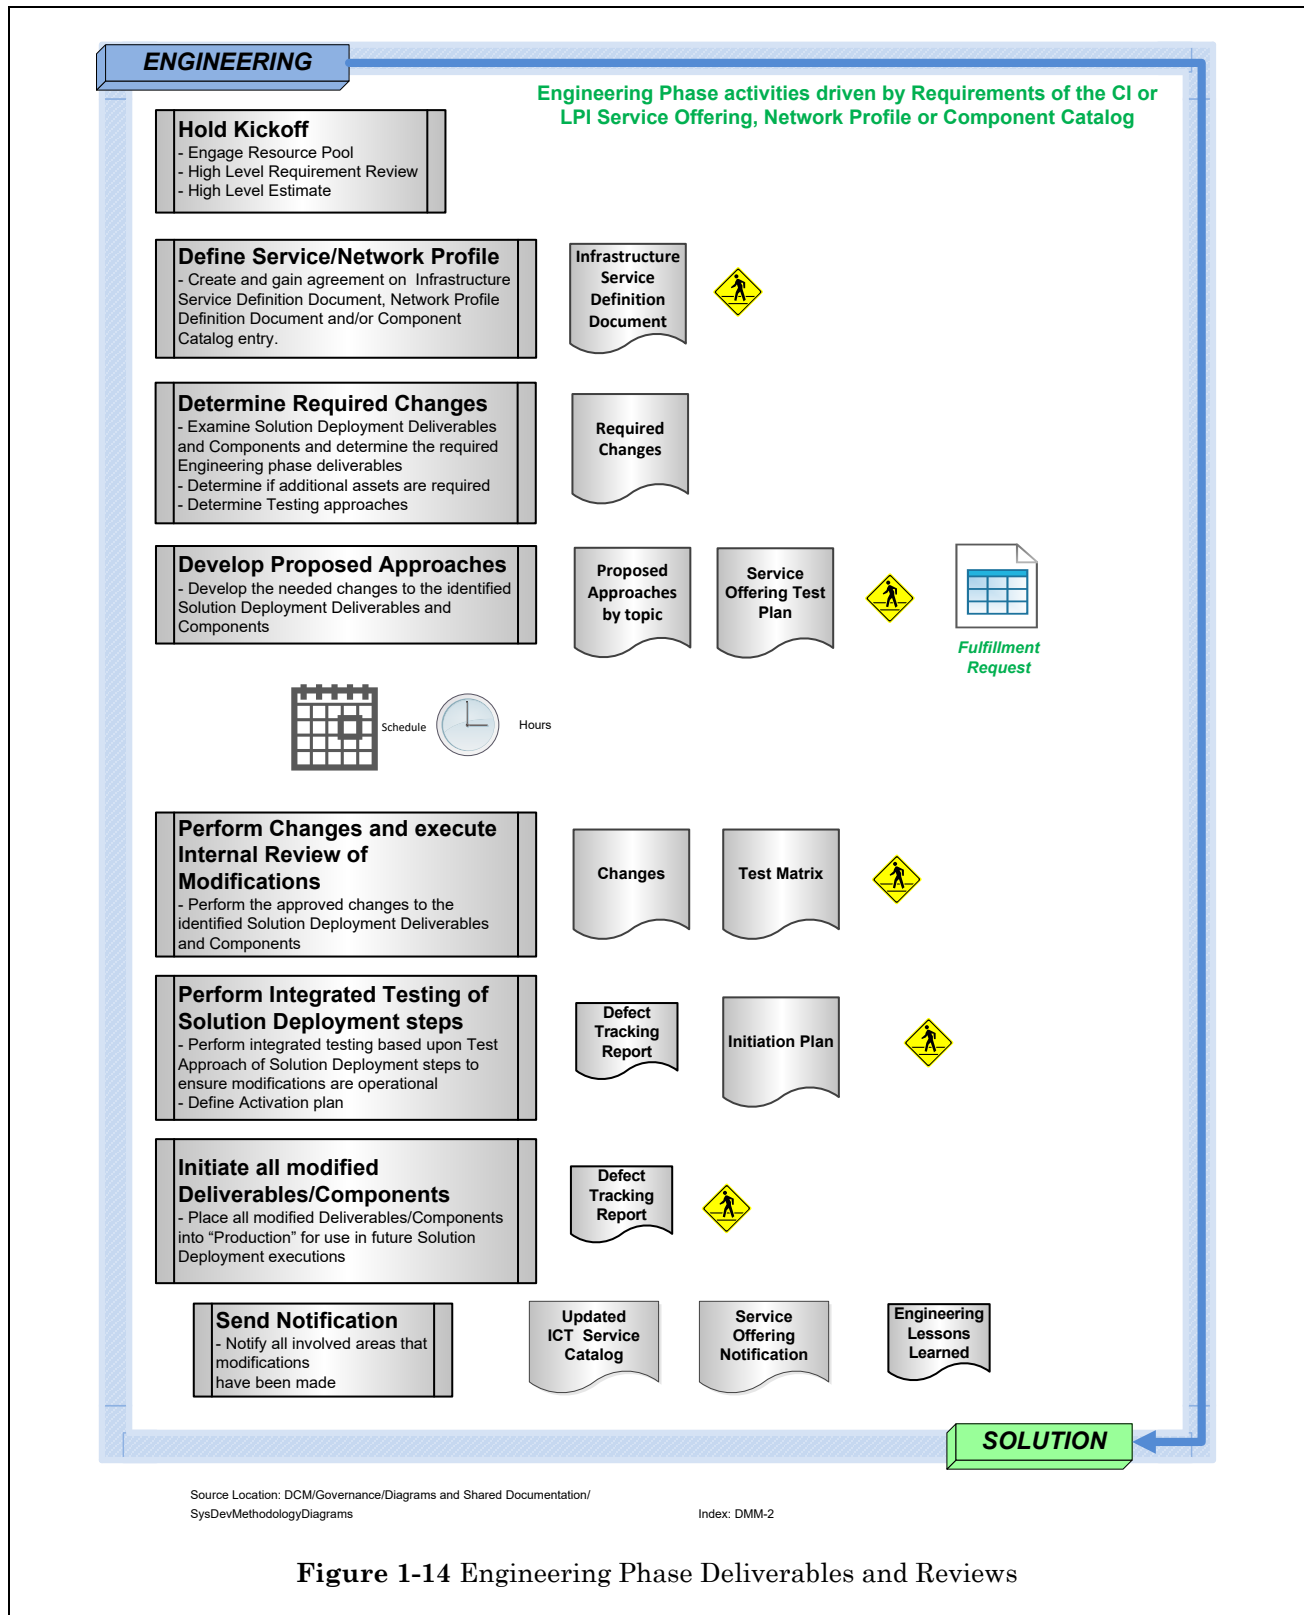 ENGINEERING
Engineering Phase activities driven by Requirements of the CI or
LPI Service Offering, Network Profile or Component Catalog
Hold Kickoff
- Engage Resource Pool
- High Level Requirement Review
- High Level Estimate
Define Service/Network Profile
- Create and gain agreement on Infrastructure
Service Definition Document, Network Profile
Definition Document and/or Component
Catalog entry.
Infrastructure
Service
Definition
Document
Determine Required Changes
- Examine Solution Deployment Deliverables
and Components and determine the required
Engineering phase deliverables
- Determine if additional assets are required
- Determine Testing approaches
Required
Changes
Develop Proposed Approaches
- Develop the needed changes to the identified
Solution Deployment Deliverables and
Components
Proposed
Approaches
by topic
Service
Offering Test
Plan
Fulfillment
Request
Schedule
Hours
Perform Changes and execute
Internal Review of
Modifications
- Perform the approved changes to the
identified Solution Deployment Deliverables
and Components
Changes
Test Matrix
Perform Integrated Testing of
Solution Deployment steps
- Perform integrated testing based upon Test
Approach of Solution Deployment steps to
ensure modifications are operational
- Define Activation plan
Defect
Tracking
Report
Initiation Plan
Initiate all modified
Deliverables/Components
- Place all modified Deliverables/Components
into “Production” for use in future Solution
Deployment executions
Defect
Tracking
Report
Send Notification
- Notify all involved areas that
modifications
have been made
Updated
ICT Service
Catalog
Service
Offering
Notification
Engineering
Lessons
Learned
SOLUTION
Source Location: DCM/Governance/Diagrams and Shared Documentation/
SysDevMethodologyDiagrams
Index: DMM-2
Figure 1-14 Engineering Phase Deliverables and Reviews